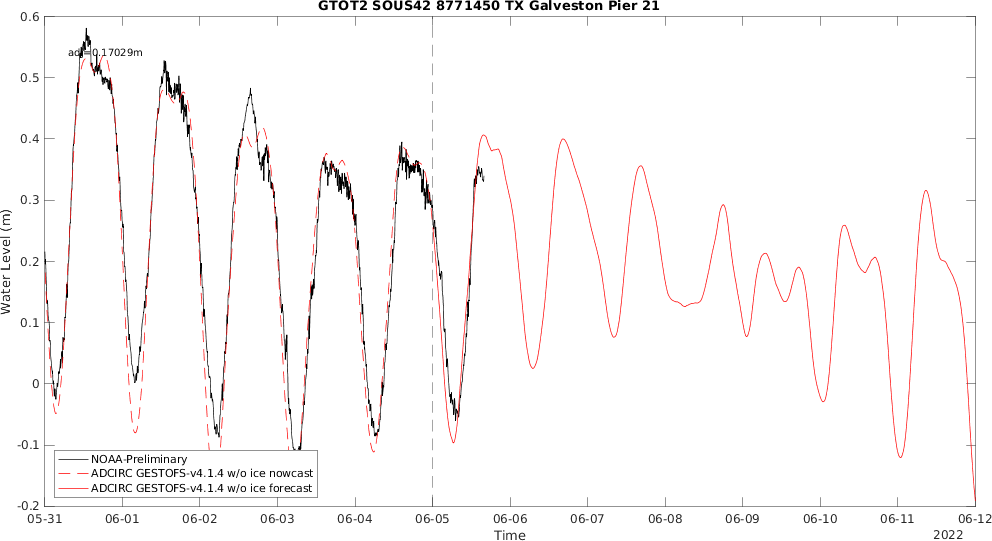 GTOT2 SOUS42 8771450 TX Galveston Pier 21
0.6
0.5
0.4
0.3
0.2
0.1
0
-0.1
-0.2
Water Level (m)
adj=0.17029m
NOAA-Preliminary
ADCIRC GESTOFS-v4.1.4 w/o ice nowcast
ADCIRC GESTOFS-v4.1.4 w/o ice forecast
05-31 06-01 06-02 06-03 06-04 06-05 06-06 06-07 06-08 06-09 06-10 06-11 06-12
Time
2022